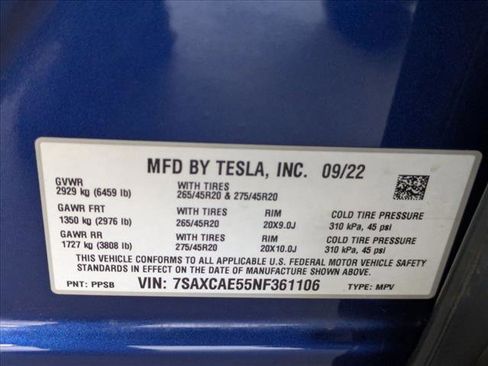 MFD BY TESLA, INC. 09/22
GVWR
2929 kg (6459 lb)
WITH TIRES
265/45R20 & 275/45R20
GAWR FRT
1350 kg (2976 lb)
WITH TIRES
265/45R20
RIM
20X9.0J
COLD TIRE PRESSURE
310 kPa, 45 psi
GAWR RR
1727 kg (3808 lb)
WITH TIRES
275/45R20
RIM
20X10.0J
COLD TIRE PRESSURE
310 kPa, 45 psi
THIS VEHICLE CONFORMS TO ALL APPLICABLE U.S. FEDERAL MOTOR VEHICLE
SAFETY STANDARDS IN EFFECT ON THE DATE OF MANUFACTURE SHOWN ABOVE.
PNT: PPSB VIN: 7SAXCAE55NF361106 TYPE: MPV